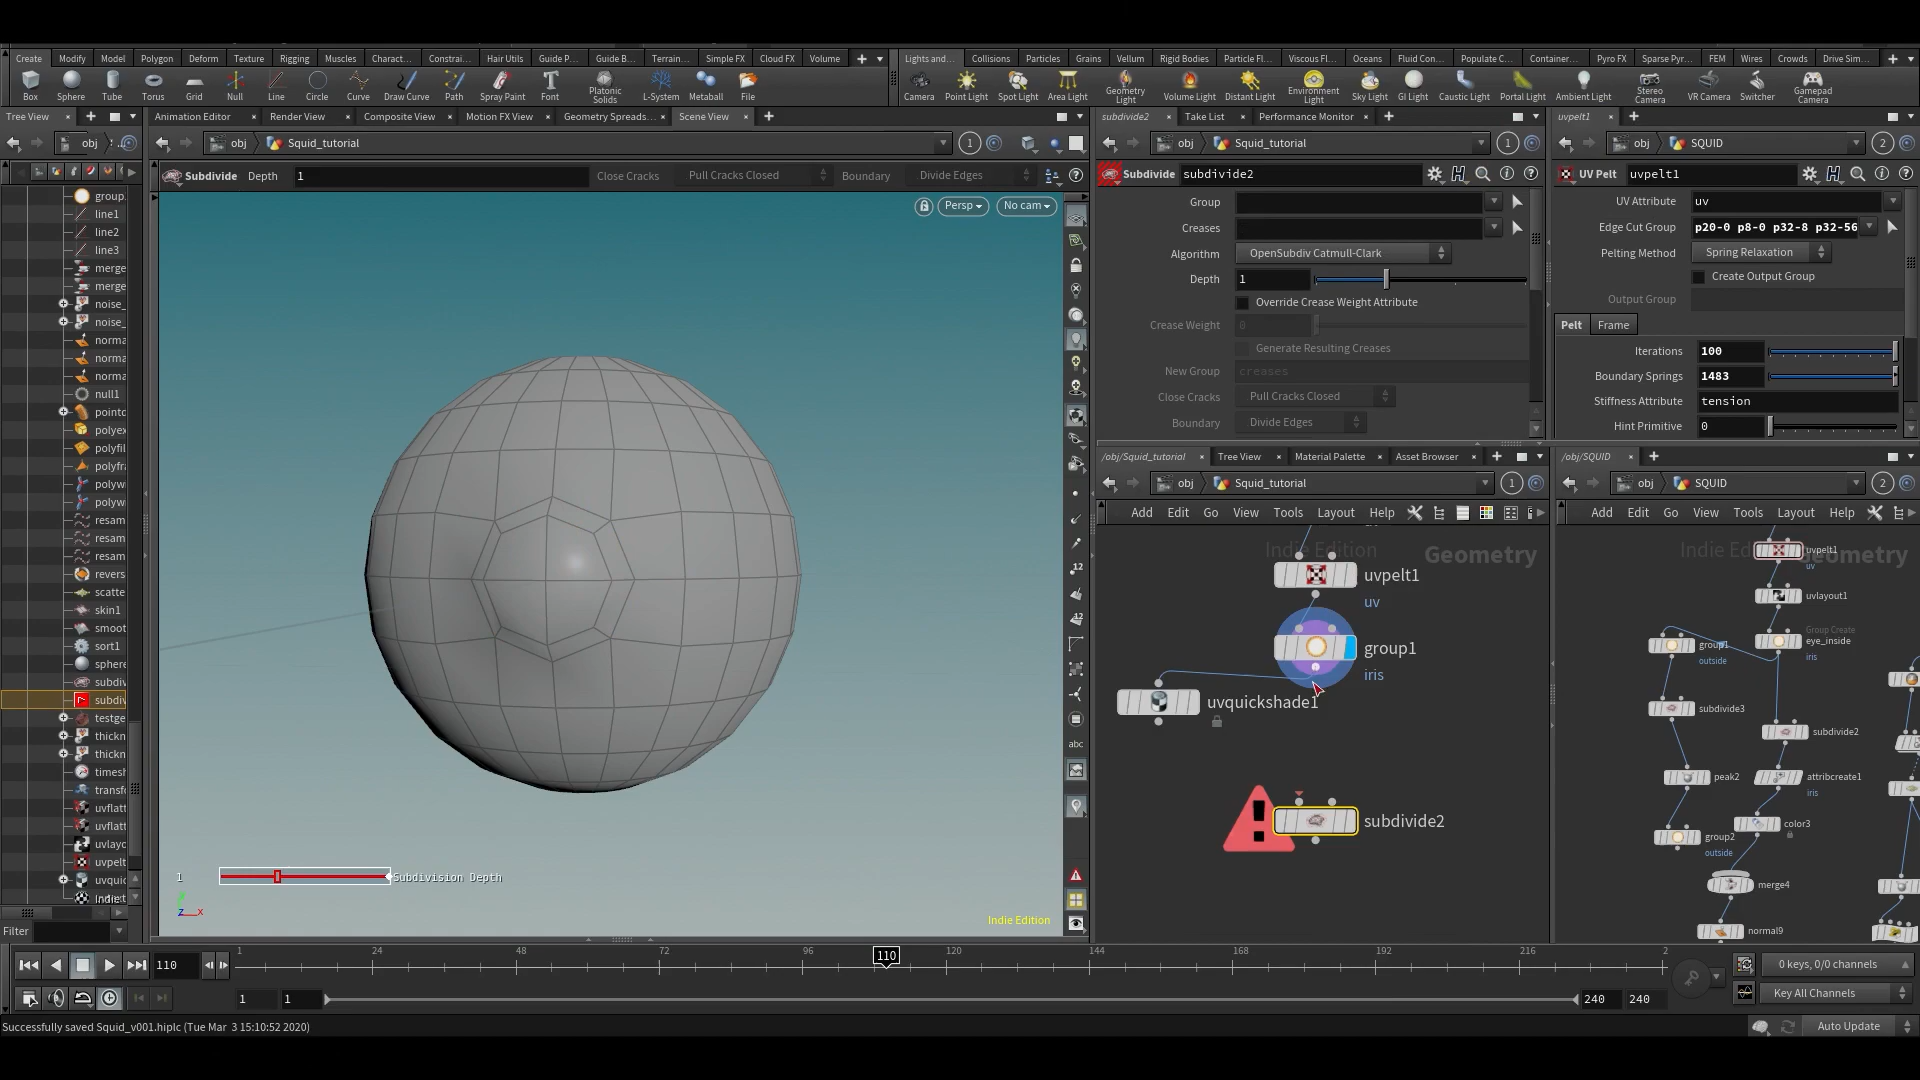 Create Modify Model Polygon Deform Texture Rigging Muscles Charact... Constrai... Hair Utils Guide P... Guide B... Terrain... Simple FX Cloud FX Volume
Lights and... Collisions Particles Grains Vellum Rigid Bodies Particle Fl... Viscous Fl... Oceans Fluid Con... Populate C... Container... Pyro FX Sparse Pyr... FEM Wires Crowds Drive Sim...
Box Sphere Tube Torus Grid Null Line Circle Curve Draw Curve Path Spray Paint Font Platonic Solids L-System Metaball File
Camera Point Light Spot Light Area Light Geometry Light Volume Light Distant Light Environment Light Sky Light GI Light Caustic Light Portal Light Ambient Light Stereo Camera VR Camera Switcher Gamepad Camera
Tree View
Animation Editor Render View Composite View Motion FX View Geometry Spreads... Scene View
subdivide2 Take List Performance Monitor
uvpelt1
obj
obj Squid_tutorial 1
obj Squid_tutorial 1
obj SQUID 2
Subdivide Depth 1 Close Cracks Pull Cracks Closed Boundary Divide Edges
Persp No cam
group
line1
line2
line3
merge
merge
noise_
noise_
norma
norma
norma
null1
pointc
polyex
polyfil
polyfra
polywi
polywi
resam
resam
resam
revers
scatte
skin1
smoot
sort1
sphere
subdiv
subdiv
testge
thickn
thickn
timesh
transfo
uvflatt
uvflatt
uvlayo
uvpelt
uvquic
Filter
1 Subdivision Depth
z x
Indie Edition
abc
12
12
Subdivide subdivide2
Group
Creases
Algorithm OpenSubdiv Catmull-Clark
Depth 1
Override Crease Weight Attribute
Crease Weight 0
Generate Resulting Creases
New Group creases
Close Cracks Pull Cracks Closed
Boundary Divide Edges
UV Pelt uvpelt1
UV Attribute uv
Edge Cut Group p20-0 p8-0 p32-8 p32-56
Pelting Method Spring Relaxation
Create Output Group
Output Group
Pelt Frame
Iterations 100
Boundary Springs 1483
Stiffness Attribute tension
Hint Primitive 0
/obj/Squid_tutorial Tree View Material Palette Asset Browser
obj Squid_tutorial 1
Add Edit Go View Tools Layout Help
Indie Edition Geometry
uvpelt1
uv
group1
iris
uvquickshade1
subdivide2
/obj/SQUID
obj SQUID 2
Add Edit Go View Tools Layout Help
uvpelt1
uv
uvlayout1
Group Create
eye_inside
iris
group1
outside
subdivide3
subdivide2
peak2
attribcreate1
iris
color3
group2
outside
merge4
normal9
110
1 24 48 72 96 110 120 144 168 192 216 2
1 1 240 240
0 keys, 0/0 channels
Key All Channels
Successfully saved Squid_v001.hiplc (Tue Mar 3 15:10:52 2020)
Auto Update